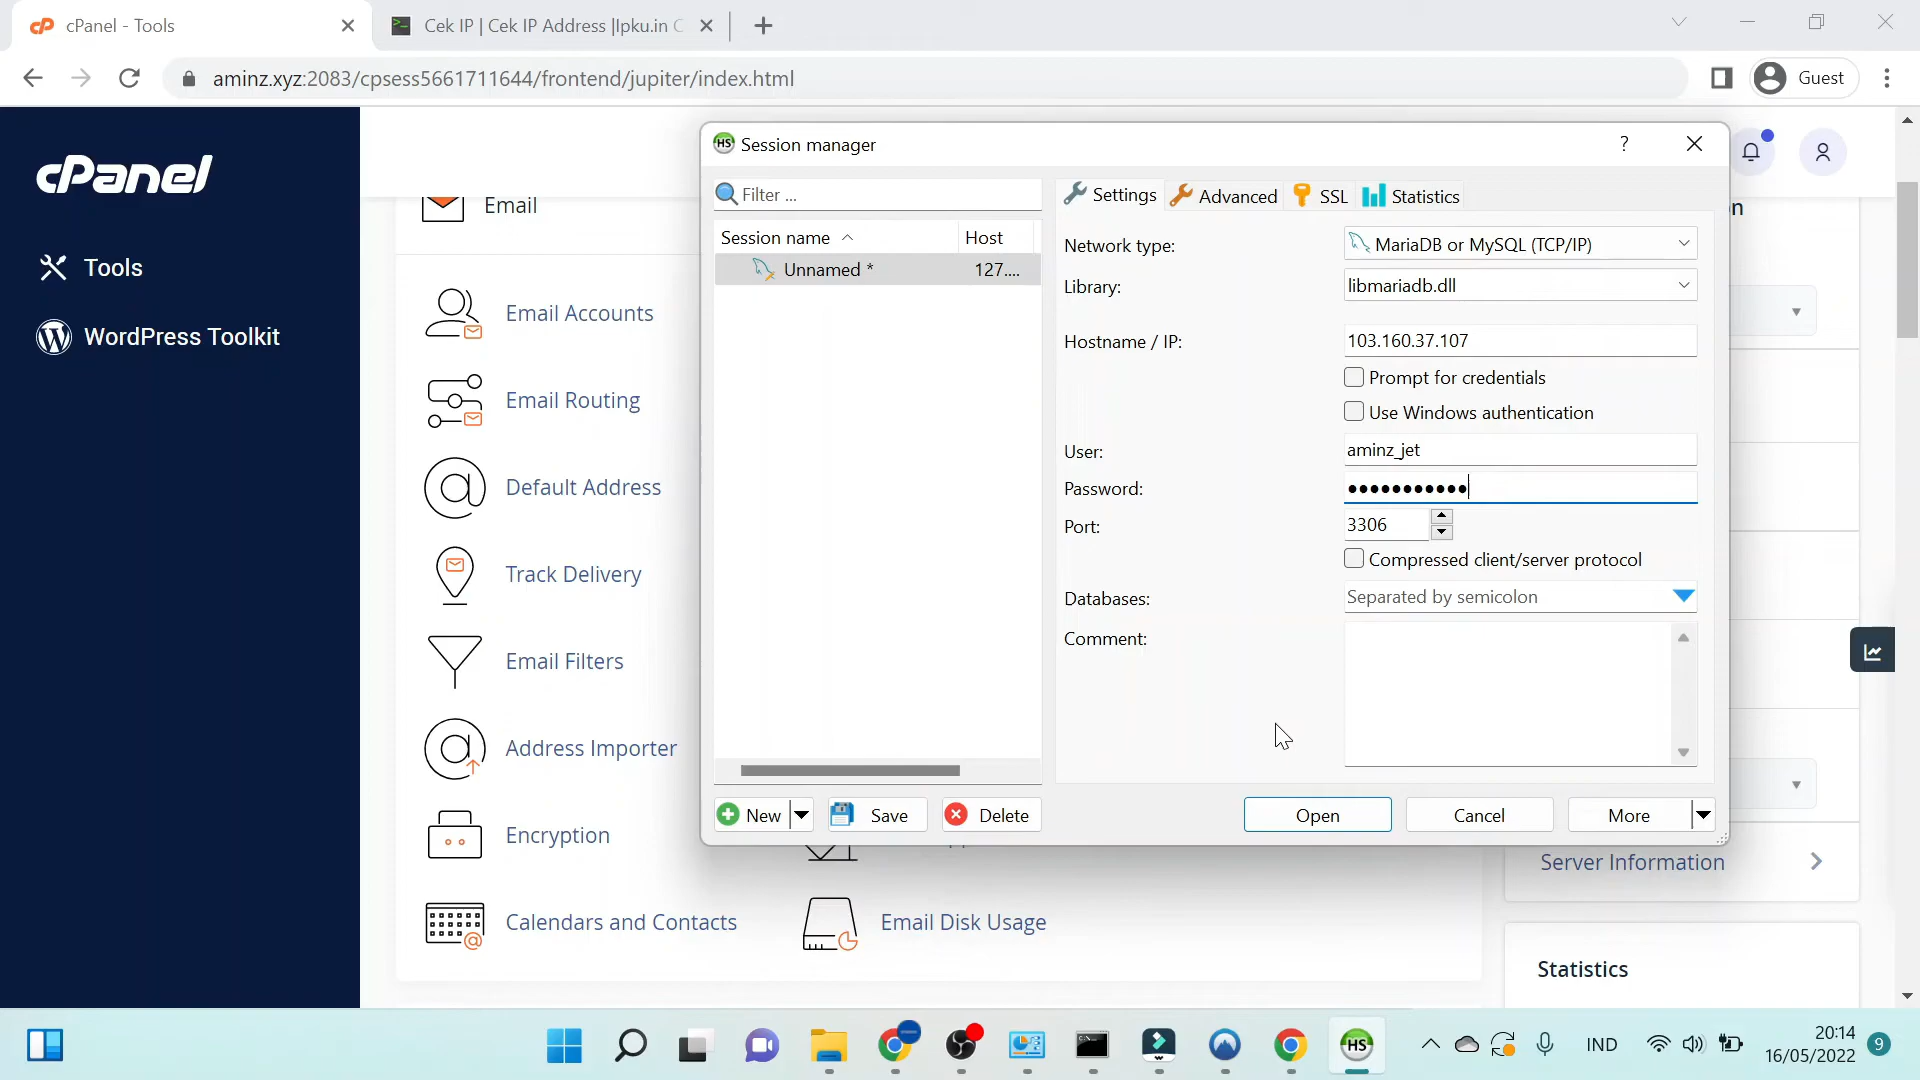 cPanel - Tools
Cek IP | Cek IP Address |Ipku.in C
aminz.xyz:2083/cpsess5661711644/frontend/jupiter/index.html
Guest
cPanel
Tools
WordPress Toolkit
Email
Email Accounts
Email Routing
Default Address
Track Delivery
Email Filters
Address Importer
Encryption
Calendars and Contacts
Email Disk Usage
HS Session manager
?
Filter ...
Session name
Host
Unnamed *
127....
New
Save
Delete
Settings
Advanced
SSL
Statistics
Network type:
MariaDB or MySQL (TCP/IP)
Library:
libmariadb.dll
Hostname / IP:
103.160.37.107
Prompt for credentials
Use Windows authentication
User:
aminz_jet
Password:
●●●●●●●●●●●
Port:
3306
Compressed client/server protocol
Databases:
Separated by semicolon
Comment:
Open
Cancel
More
n
Server Information
Statistics
HS
IND
20:14
16/05/2022
9